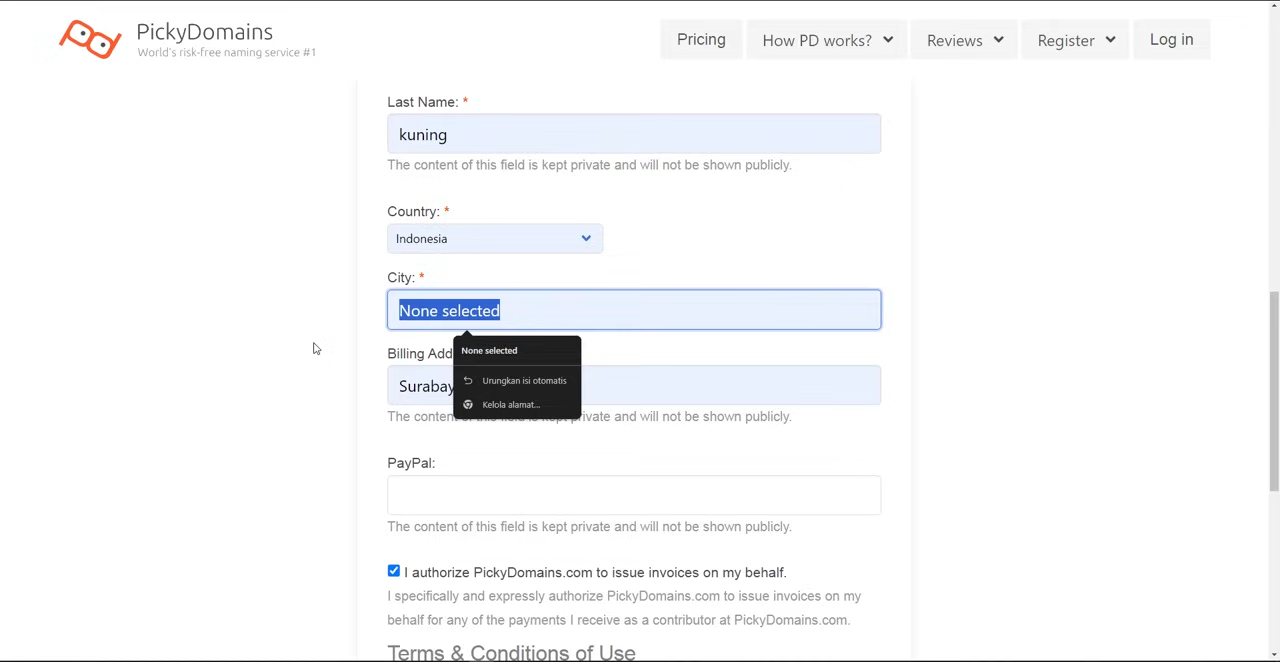 PickyDomains
World's risk-free naming service #1
Pricing
How PD works?
Reviews
Register
Log in
Last Name: *
kuning
The content of this field is kept private and will not be shown publicly.
Country: *
Indonesia
City: *
None selected
None selected
Billing Add
Urungkan isi otomatis
Surabay
Kelola alamat...
The content of this field is kept private and will not be shown publicly.
PayPal:
The content of this field is kept private and will not be shown publicly.
I authorize PickyDomains.com to issue invoices on my behalf.
I specifically and expressly authorize PickyDomains.com to issue invoices on my
behalf for any of the payments I receive as a contributor at PickyDomains.com.
Terms & Conditions of Use